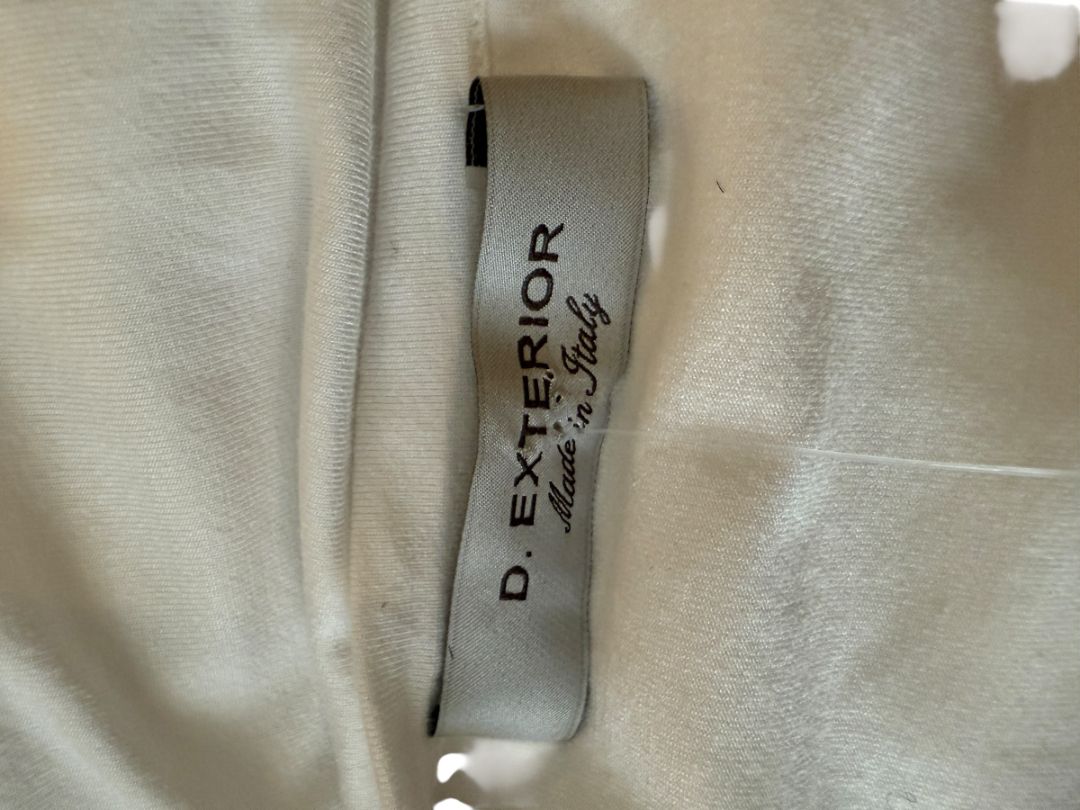 D. EXTERIOR
Made in Italy